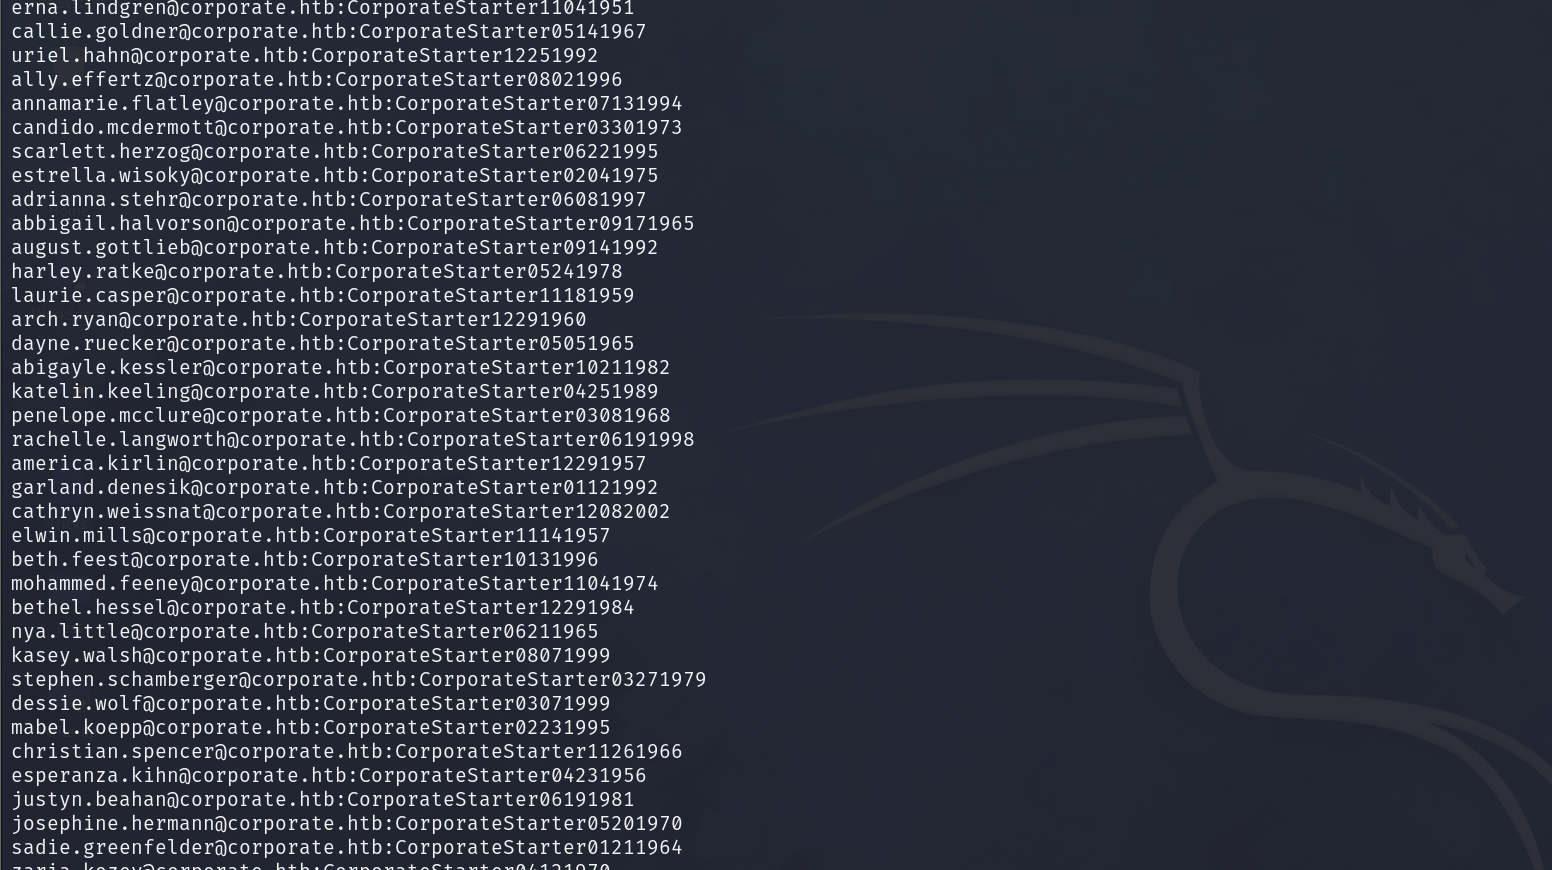 erna.lindgren@corporate.htb:CorporateStarter11041951
callie.goldner@corporate.htb:CorporateStarter05141967
uriel.hahn@corporate.htb:CorporateStarter12251992
ally.effertz@corporate.htb:CorporateStarter08021996
annamarie.flatley@corporate.htb:CorporateStarter07131994
candido.mcdermott@corporate.htb:CorporateStarter03301973
scarlett.herzog@corporate.htb:CorporateStarter06221995
estrella.wisoky@corporate.htb:CorporateStarter02041975
adrianna.stehr@corporate.htb:CorporateStarter06081997
abbigail.halvorson@corporate.htb:CorporateStarter09171965
august.gottlieb@corporate.htb:CorporateStarter09141992
harley.ratke@corporate.htb:CorporateStarter05241978
laurie.casper@corporate.htb:CorporateStarter11181959
arch.ryan@corporate.htb:CorporateStarter12291960
dayne.ruecker@corporate.htb:CorporateStarter05051965
abigayle.kessler@corporate.htb:CorporateStarter10211982
katelin.keeling@corporate.htb:CorporateStarter04251989
penelope.mcclure@corporate.htb:CorporateStarter03081968
rachelle.langworth@corporate.htb:CorporateStarter06191998
america.kirlin@corporate.htb:CorporateStarter12291957
garland.denesik@corporate.htb:CorporateStarter01121992
cathryn.weissnat@corporate.htb:CorporateStarter12082002
elwin.mills@corporate.htb:CorporateStarter11141957
beth.feest@corporate.htb:CorporateStarter10131996
mohammed.feeney@corporate.htb:CorporateStarter11041974
bethel.hessel@corporate.htb:CorporateStarter12291984
nya.little@corporate.htb:CorporateStarter06211965
kasey.walsh@corporate.htb:CorporateStarter08071999
stephen.schamberger@corporate.htb:CorporateStarter03271979
dessie.wolf@corporate.htb:CorporateStarter03071999
mabel.koepp@corporate.htb:CorporateStarter02231995
christian.spencer@corporate.htb:CorporateStarter11261966
esperanza.kihn@corporate.htb:CorporateStarter04231956
justyn.beahan@corporate.htb:CorporateStarter06191981
josephine.hermann@corporate.htb:CorporateStarter05201970
sadie.greenfelder@corporate.htb:CorporateStarter01211964